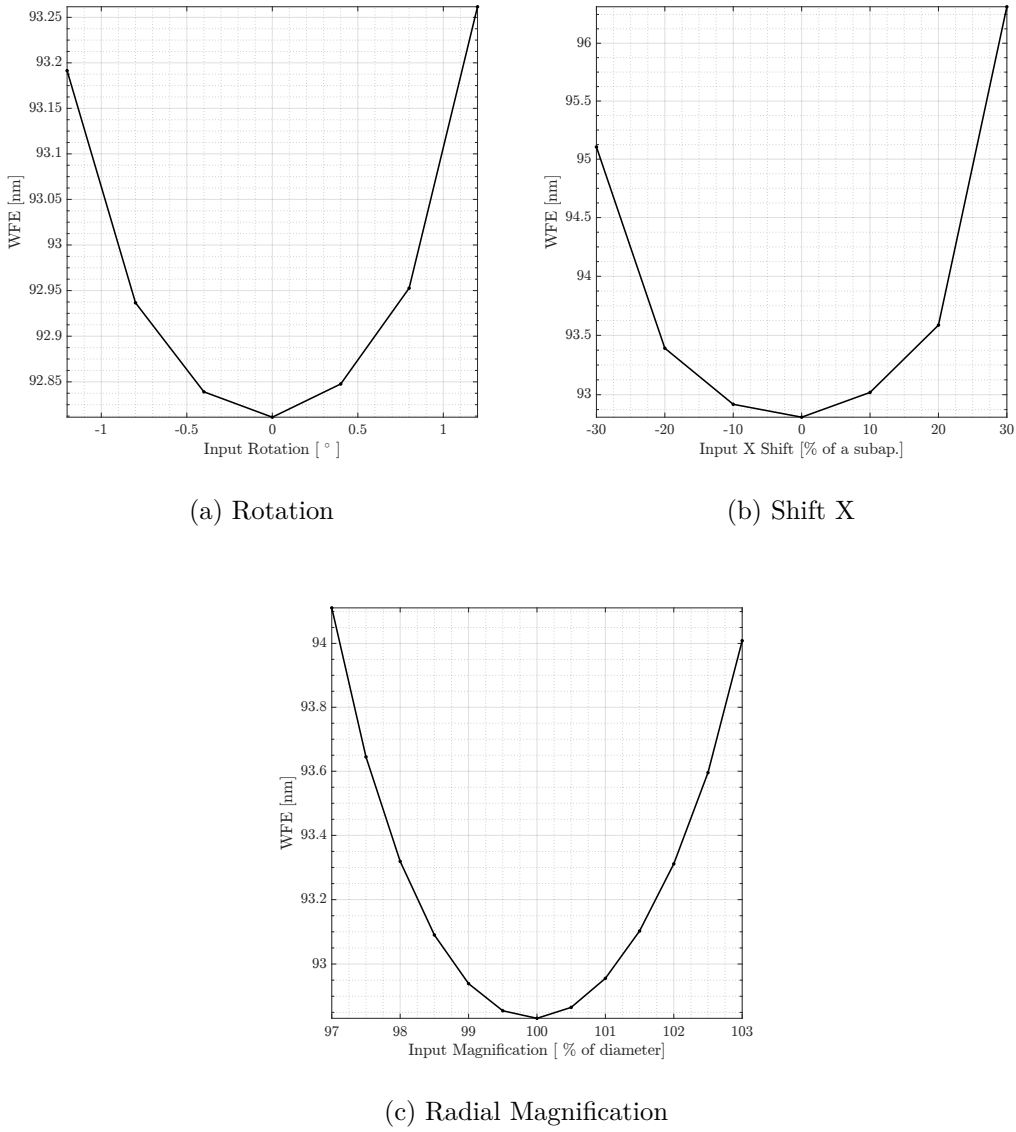 93.25
93.2
93.15
93.1
93.05
93
92.95
92.9
92.85
WFE [nm]
-1 -0.5 0 0.5 1
Input Rotation [ ° ]
(a) Rotation
96
95.5
95
94.5
94
93.5
93
WFE [nm]
-30 -20 -10 0 10 20 30
Input X Shift [% of a subap.]
(b) Shift X
94
93.8
93.6
93.4
93.2
93
WFE [nm]
97 98 99 100 101 102 103
Input Magnification [ % of diameter]
(c) Radial Magnification